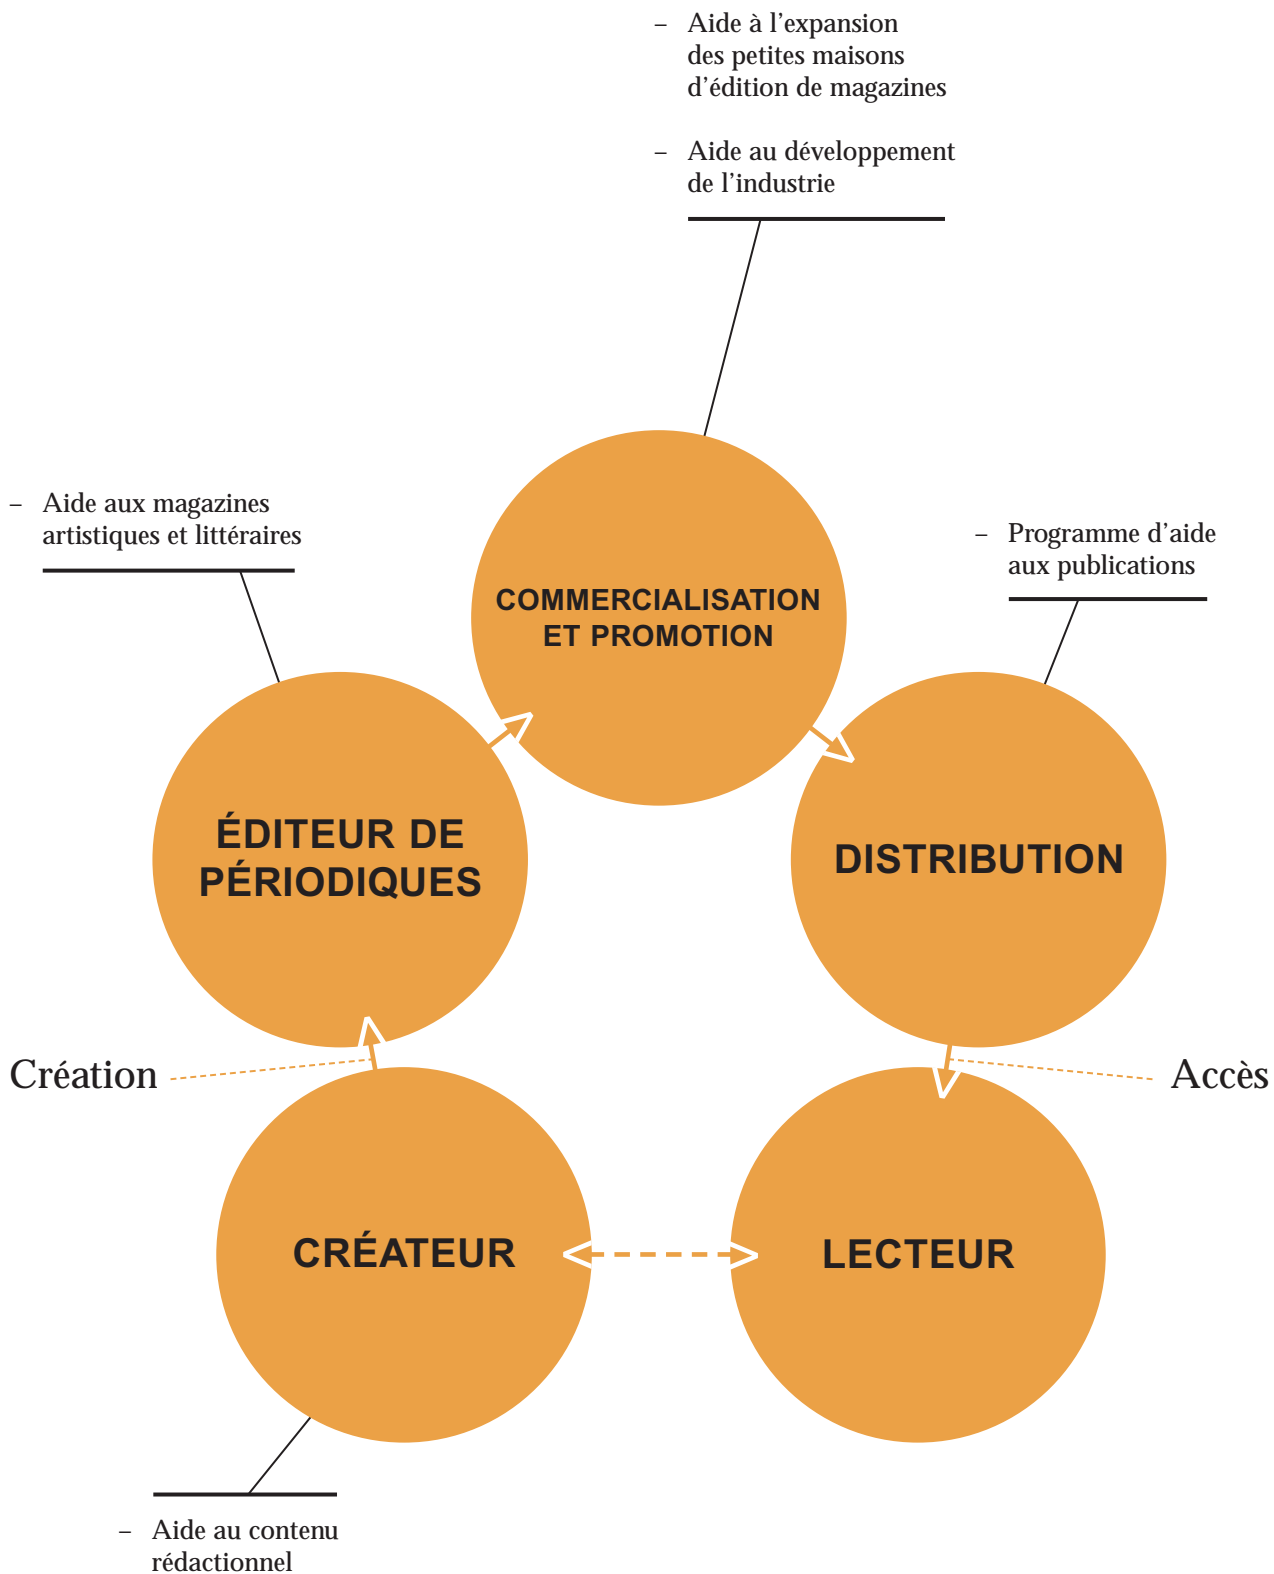 – Aide à l'expansion
des petites maisons
d'édition de magazines
– Aide au développement
de l'industrie
– Aide aux magazines
artistiques et littéraires
– Programme d'aide
aux publications
COMMERCIALISATION
ET PROMOTION
ÉDITEUR DE
PÉRIODIQUES
DISTRIBUTION
Création
Accès
CRÉATEUR
LECTEUR
– Aide au contenu
rédactionnel